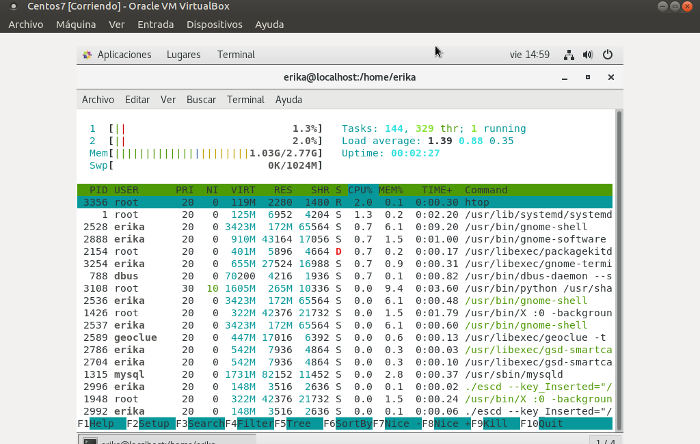 Centos7 [Corriendo] - Oracle VM VirtualBox
Archivo Máquina Ver Entrada Dispositivos Ayuda
Aplicaciones Lugares Terminal vie 14:59
erika@localhost:/home/erika
Archivo Editar Ver Buscar Terminal Ayuda
1 [|| 1.3%] Tasks: 144, 329 thr; 1 running
2 [|| 2.0%] Load average: 1.39 0.88 0.35
Mem[||||||||||||||||||||||1.03G/2.77G] Uptime: 00:02:27
Swp[ 0K/1024M]
PID USER PRI NI VIRT RES SHR S CPU% MEM% TIME+ Command
3356 root 20 0 119M 2280 1480 R 2.0 0.1 0:00.30 htop
1 root 20 0 125M 6952 4204 S 1.3 0.2 0:02.20 /usr/lib/systemd/systemd
2528 erika 20 0 3423M 172M 65564 S 0.7 6.1 0:09.20 /usr/bin/gnome-shell
2888 erika 20 0 910M 43164 17056 S 0.7 1.5 0:01.00 /usr/bin/gnome-software
2154 root 20 0 401M 5896 4664 D 0.7 0.2 0:00.17 /usr/libexec/packagekitd
3254 erika 20 0 655M 27524 16988 S 0.7 0.9 0:00.31 /usr/libexec/gnome-termi
788 dbus 20 0 70200 4216 1936 S 0.7 0.1 0:00.82 /usr/bin/dbus-daemon --s
3108 root 30 10 1605M 265M 10336 S 0.0 9.4 0:03.60 /usr/bin/python /usr/sha
2536 erika 20 0 3423M 172M 65564 S 0.0 6.1 0:00.48 /usr/bin/gnome-shell
1426 root 20 0 322M 42376 21732 S 0.0 1.5 0:01.79 /usr/bin/X :0 -backgroun
2537 erika 20 0 3423M 172M 65564 S 0.0 6.1 0:00.60 /usr/bin/gnome-shell
2589 geoclue 20 0 447M 17016 6392 S 0.0 0.6 0:00.13 /usr/libexec/geoclue -t
2786 erika 20 0 542M 7936 4864 S 0.0 0.3 0:00.03 /usr/libexec/gsd-smartca
2704 erika 20 0 542M 7936 4864 S 0.0 0.3 0:00.10 /usr/libexec/gsd-smartca
1315 mysql 20 0 1731M 82152 11452 S 0.0 2.8 0:00.37 /usr/sbin/mysqld
2996 erika 20 0 148M 3516 2636 S 0.0 0.1 0:00.02 ./escd --key_Inserted="/
1948 root 20 0 322M 42376 21732 S 0.0 1.5 0:00.24 /usr/bin/X :0 -backgroun
2992 erika 20 0 148M 3516 2636 S 0.0 0.1 0:00.06 ./escd --key_Inserted="/
F1Help F2Setup F3SearchF4FilterF5Tree F6SortByF7Nice -F8Nice +F9Kill F10Quit
erika@localhost:/home/erika 1 / 4